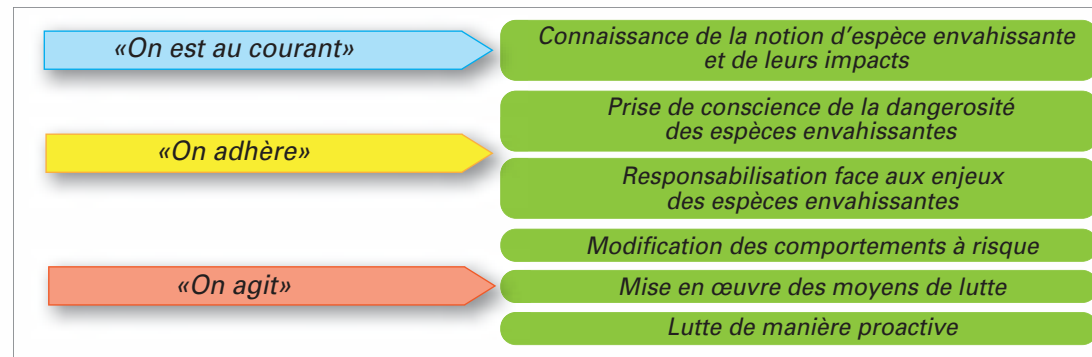 «On est au courant»
Connaissance de la notion d’espèce envahissante
et de leurs impacts
«On adhère»
Prise de conscience de la dangerosité
des espèces envahissantes
Responsabilisation face aux enjeux
des espèces envahissantes
«On agit»
Modification des comportements à risque
Mise en œuvre des moyens de lutte
Lutte de manière proactive